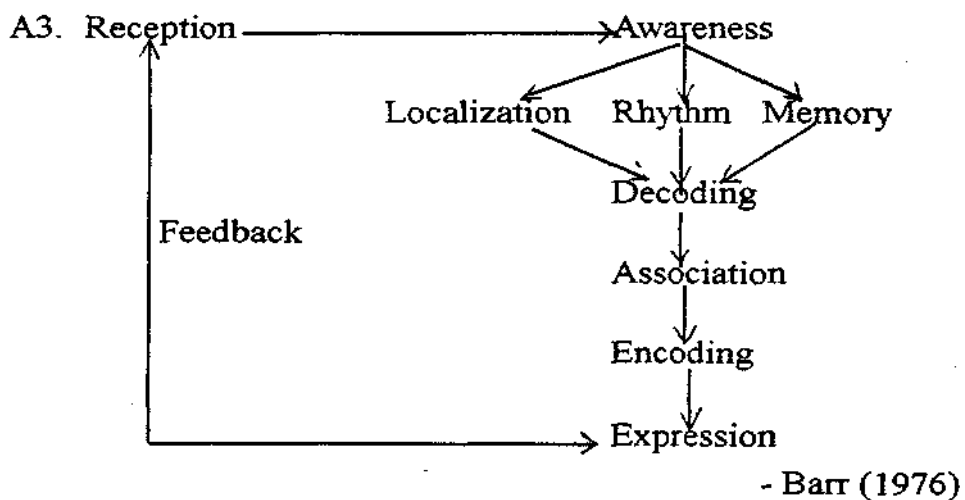 A3. Reception Awareness
Localization Rhythm Memory
Decoding
Feedback
Association
Encoding
Expression
- Barr (1976)